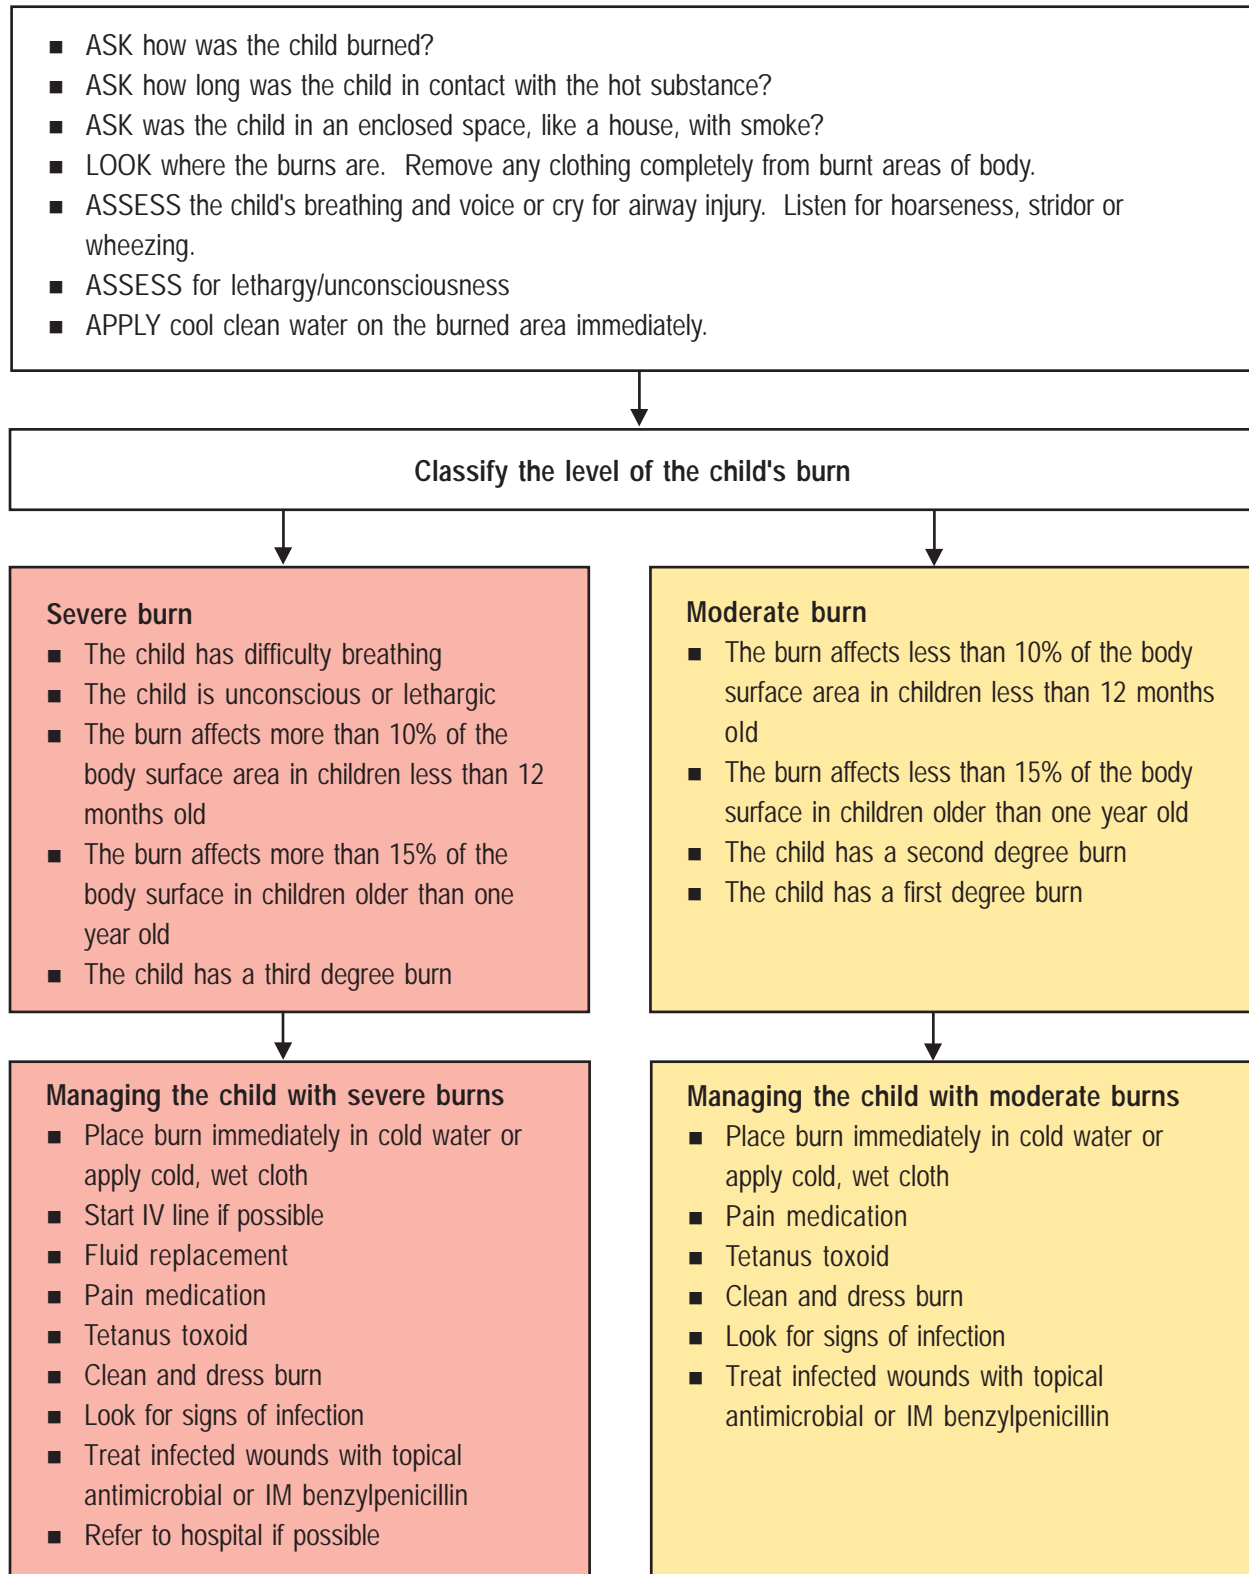 ■ ASK how was the child burned?
■ ASK how long was the child in contact with the hot substance?
■ ASK was the child in an enclosed space, like a house, with smoke?
■ LOOK where the burns are. Remove any clothing completely from burnt areas of body.
■ ASSESS the child's breathing and voice or cry for airway injury. Listen for hoarseness, stridor or
wheezing.
■ ASSESS for lethargy/unconsciousness
■ APPLY cool clean water on the burned area immediately.
Classify the level of the child's burn
Severe burn
■ The child has difficulty breathing
■ The child is unconscious or lethargic
■ The burn affects more than 10% of the
body surface area in children less than 12
months old
■ The burn affects more than 15% of the
body surface in children older than one
year old
■ The child has a third degree burn
Moderate burn
■ The burn affects less than 10% of the body
surface area in children less than 12 months
old
■ The burn affects less than 15% of the body
surface in children older than one year old
■ The child has a second degree burn
■ The child has a first degree burn
Managing the child with severe burns
■ Place burn immediately in cold water or
apply cold, wet cloth
■ Start IV line if possible
■ Fluid replacement
■ Pain medication
■ Tetanus toxoid
■ Clean and dress burn
■ Look for signs of infection
■ Treat infected wounds with topical
antimicrobial or IM benzylpenicillin
■ Refer to hospital if possible
Managing the child with moderate burns
■ Place burn immediately in cold water or
apply cold, wet cloth
■ Pain medication
■ Tetanus toxoid
■ Clean and dress burn
■ Look for signs of infection
■ Treat infected wounds with topical
antimicrobial or IM benzylpenicillin